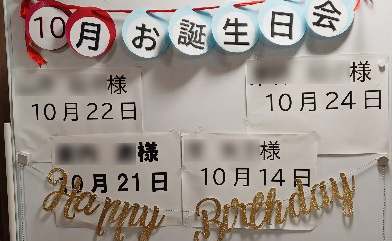 10月お誕生日会
様
10月22日
様
10月24日
様
10月21日
様
10月14日
Happy Birthday